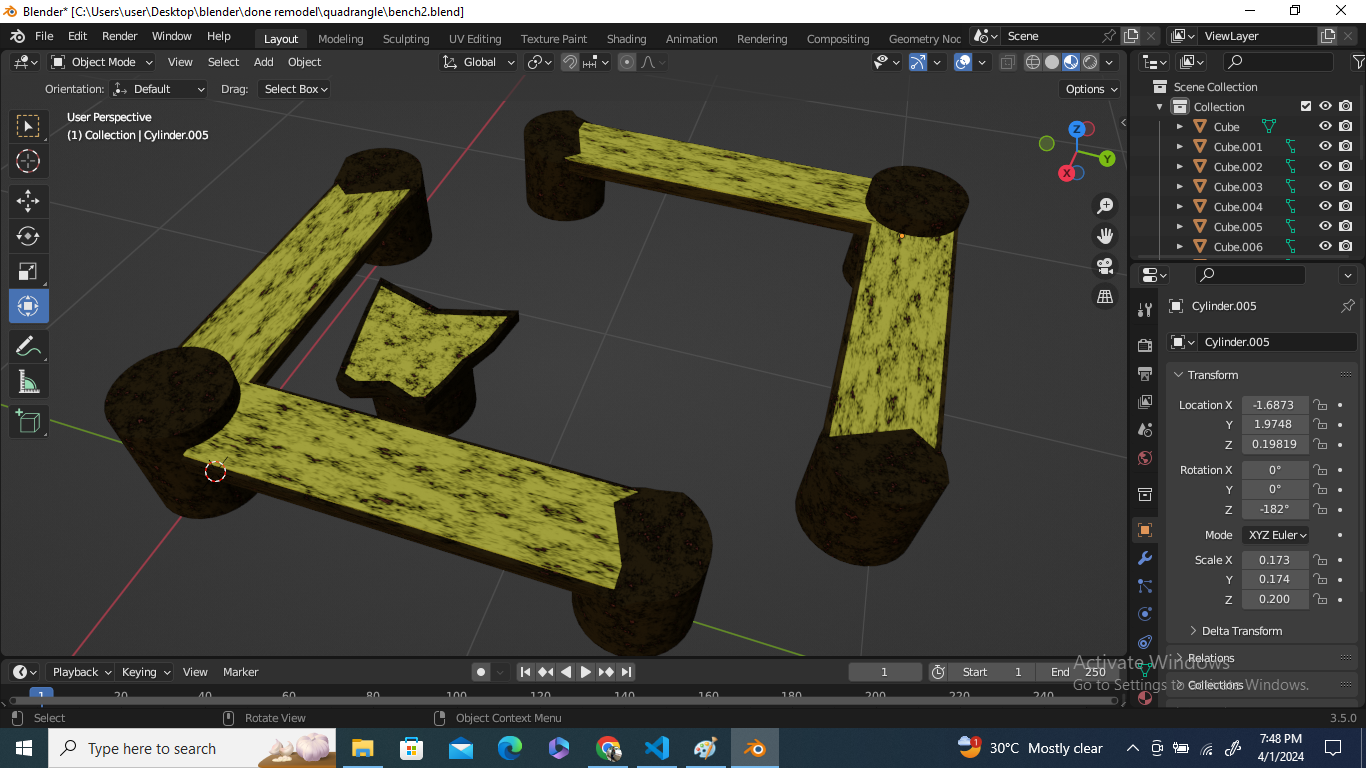 Blender* [C:\Users\user\Desktop\blender\done remodel\quadrangle\bench2.blend]
File Edit Render Window Help Layout Modeling Sculpting UV Editing Texture Paint Shading Animation Rendering Compositing Geometry Noc Scene ViewLayer
Object Mode View Select Add Object Global
Orientation: Default Drag: Select Box Options
User Perspective
(1) Collection | Cylinder.005
Z
Y
X
Scene Collection
Collection
Cube
Cube.001
Cube.002
Cube.003
Cube.004
Cube.005
Cube.006
Cylinder.005
Cylinder.005
Transform
Location X -1.6873
Y 1.9748
Z 0.19819
Rotation X 0°
Y 0°
Z -182°
Mode XYZ Euler
Scale X 0.173
Y 0.174
Z 0.200
Delta Transform
Relations
Collections
Activate Windows
Go to Settings to activate Windows.
Playback Keying View Marker 1 Start 1 End 250
1 20 40 60 80 100 120 140 160 180 200 220 240
Select Rotate View Object Context Menu 3.5.0
Type here to search
1 30°C Mostly clear
7:48 PM
4/1/2024